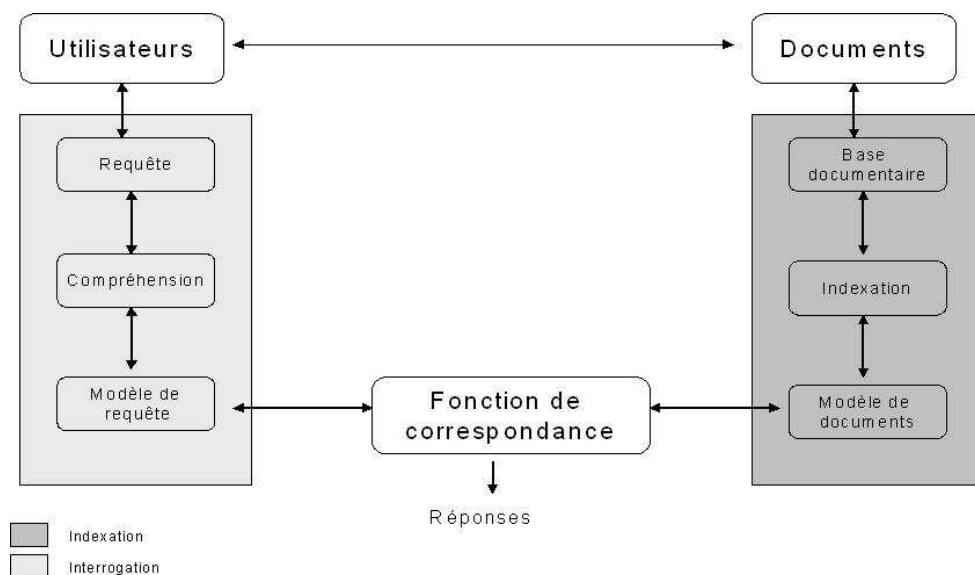 Utilisateurs
Documents
Requête
Compréhension
Modèle de
requête
Base
documentaire
Indexation
Modèle de
documents
Fonction de
correspondance
Réponses
Indexation
Interrogation